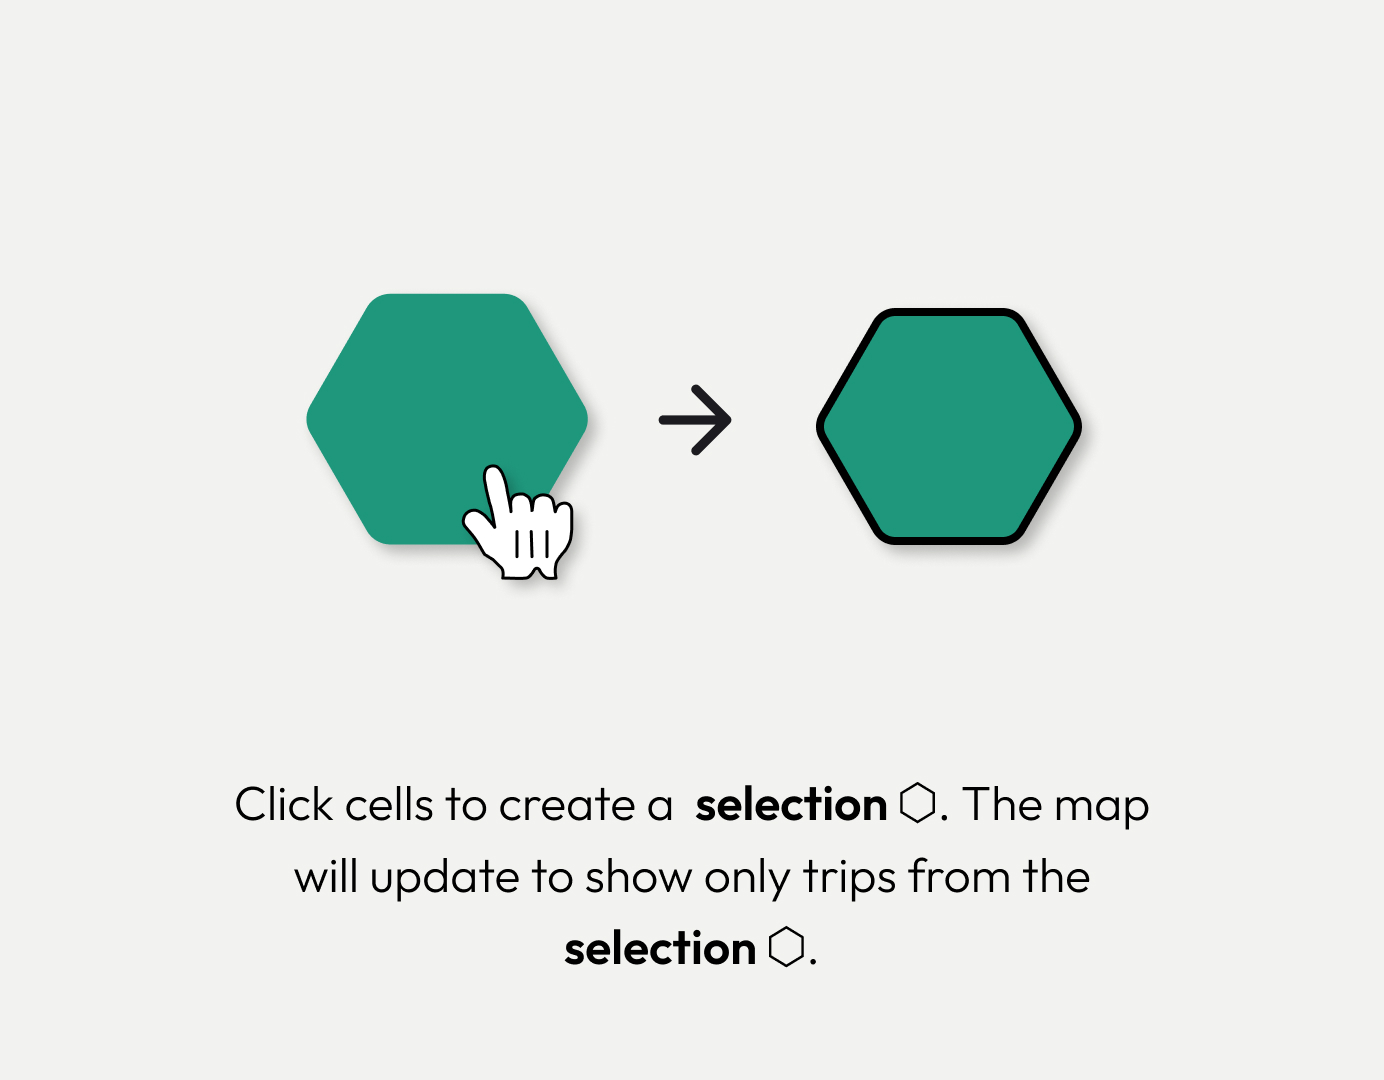 Click cells to create a selection ⬡. The map
will update to show only trips from the
selection ⬡.